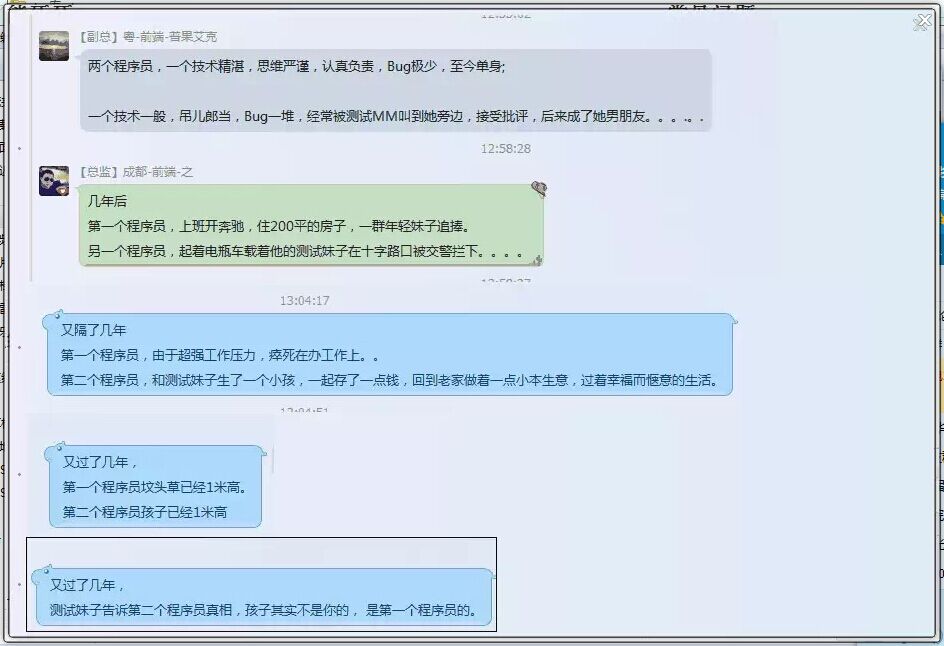 12:55:02
【副总】粤-前端-普果艾克
两个程序员，一个技术精湛，思维严谨，认真负责，Bug极少，至今单身;
一个技术一般，吊儿郎当，Bug一堆，经常被测试MM叫到她旁边，接受批评，后来成了她男朋友。。. 。.
12:58:28
【总监】成都-前端-之
几年后
第一个程序员，上班开奔驰，住200平的房子，一群年轻妹子追捧。
另一个程序员，起着电瓶车载着他的测试妹子在十字路口被交警拦下。。。。
13:04:17
又隔了几年
第一个程序员，由于超强工作压力，瘁死在办工作上。。
第二个程序员，和测试妹子生了一个小孩，一起存了一点钱，回到老家做着一点小本生意，过着幸福而惬意的生活。
13:04:51
又过了几年，
第一个程序员坟头草已经1米高。
第二个程序员孩子已经1米高
又过了几年，
测试妹子告诉第二个程序员真相，孩子其实不是你的， 是第一个程序员的。